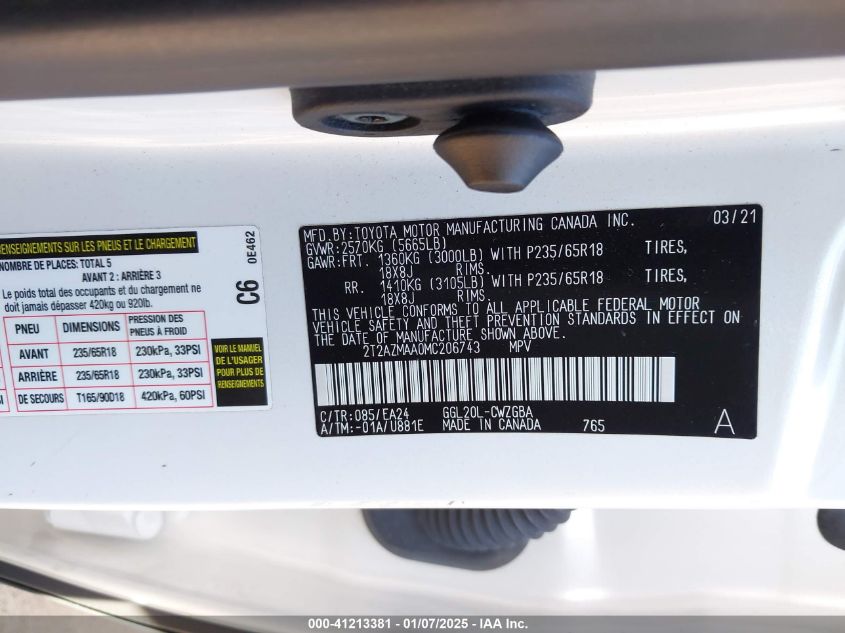 RENSEIGNEMENTS SUR LES PNEUS ET LE CHARGEMENT
NOMBRE DE PLACES: TOTAL 5
AVANT 2 : ARRIÈRE 3
Le poids total des occupants et du chargement ne
doit jamais dépasser 420kg ou 920lb.
PNEU DIMENSIONS PRESSION DES PNEUS À FROID
AVANT 235/65R18 230kPa, 33PSI
ARRIÈRE 235/65R18 230kPa, 33PSI
DE SECOURS T165/90D18 420kPa, 60PSI
VOIR LE MANUEL
DE L'USAGER
POUR PLUS DE
RENSEIGNEMENTS
C6
0E462
MFD.BY:TOYOTA MOTOR MANUFACTURING CANADA INC. 03/21
GVWR:2570KG (5665LB)
GAWR:FRT. 1360KG (3000LB) WITH P235/65R18 TIRES,
18X8J RIMS.
RR. 1410KG (3105LB) WITH P235/65R18 TIRES,
18X8J RIMS.
THIS VEHICLE CONFORMS TO ALL APPLICABLE FEDERAL MOTOR
VEHICLE SAFETY AND THEFT PREVENTION STANDARDS IN EFFECT ON
THE DATE OF MANUFACTURE SHOWN ABOVE.
2T2AZMAA0MC206743 MPV
C/TR:085/EA24 GGL20L-CWZGBA
A/TM:-01A/U881E MADE IN CANADA 765 A
000-41213381 - 01/07/2025 - IAA Inc.